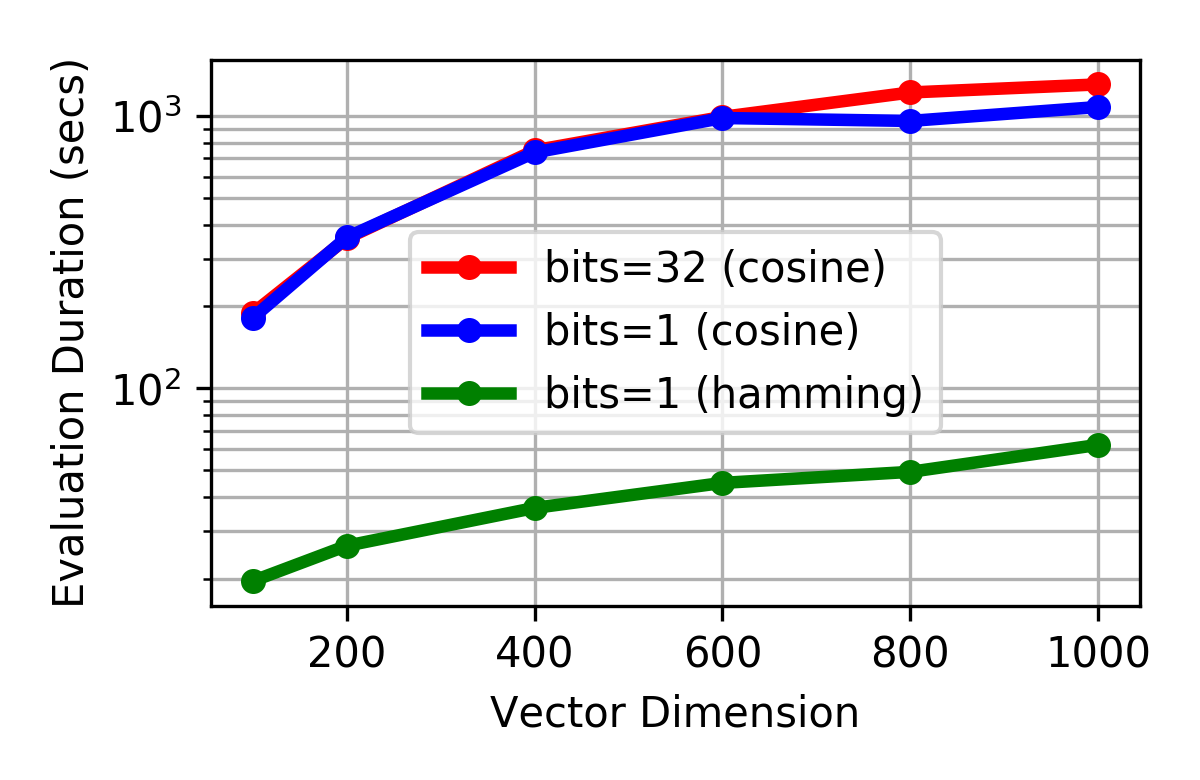 Evaluation Duration (secs)
10³
10²
bits=32 (cosine)
bits=1 (cosine)
bits=1 (hamming)
200 400 600 800 1000
Vector Dimension